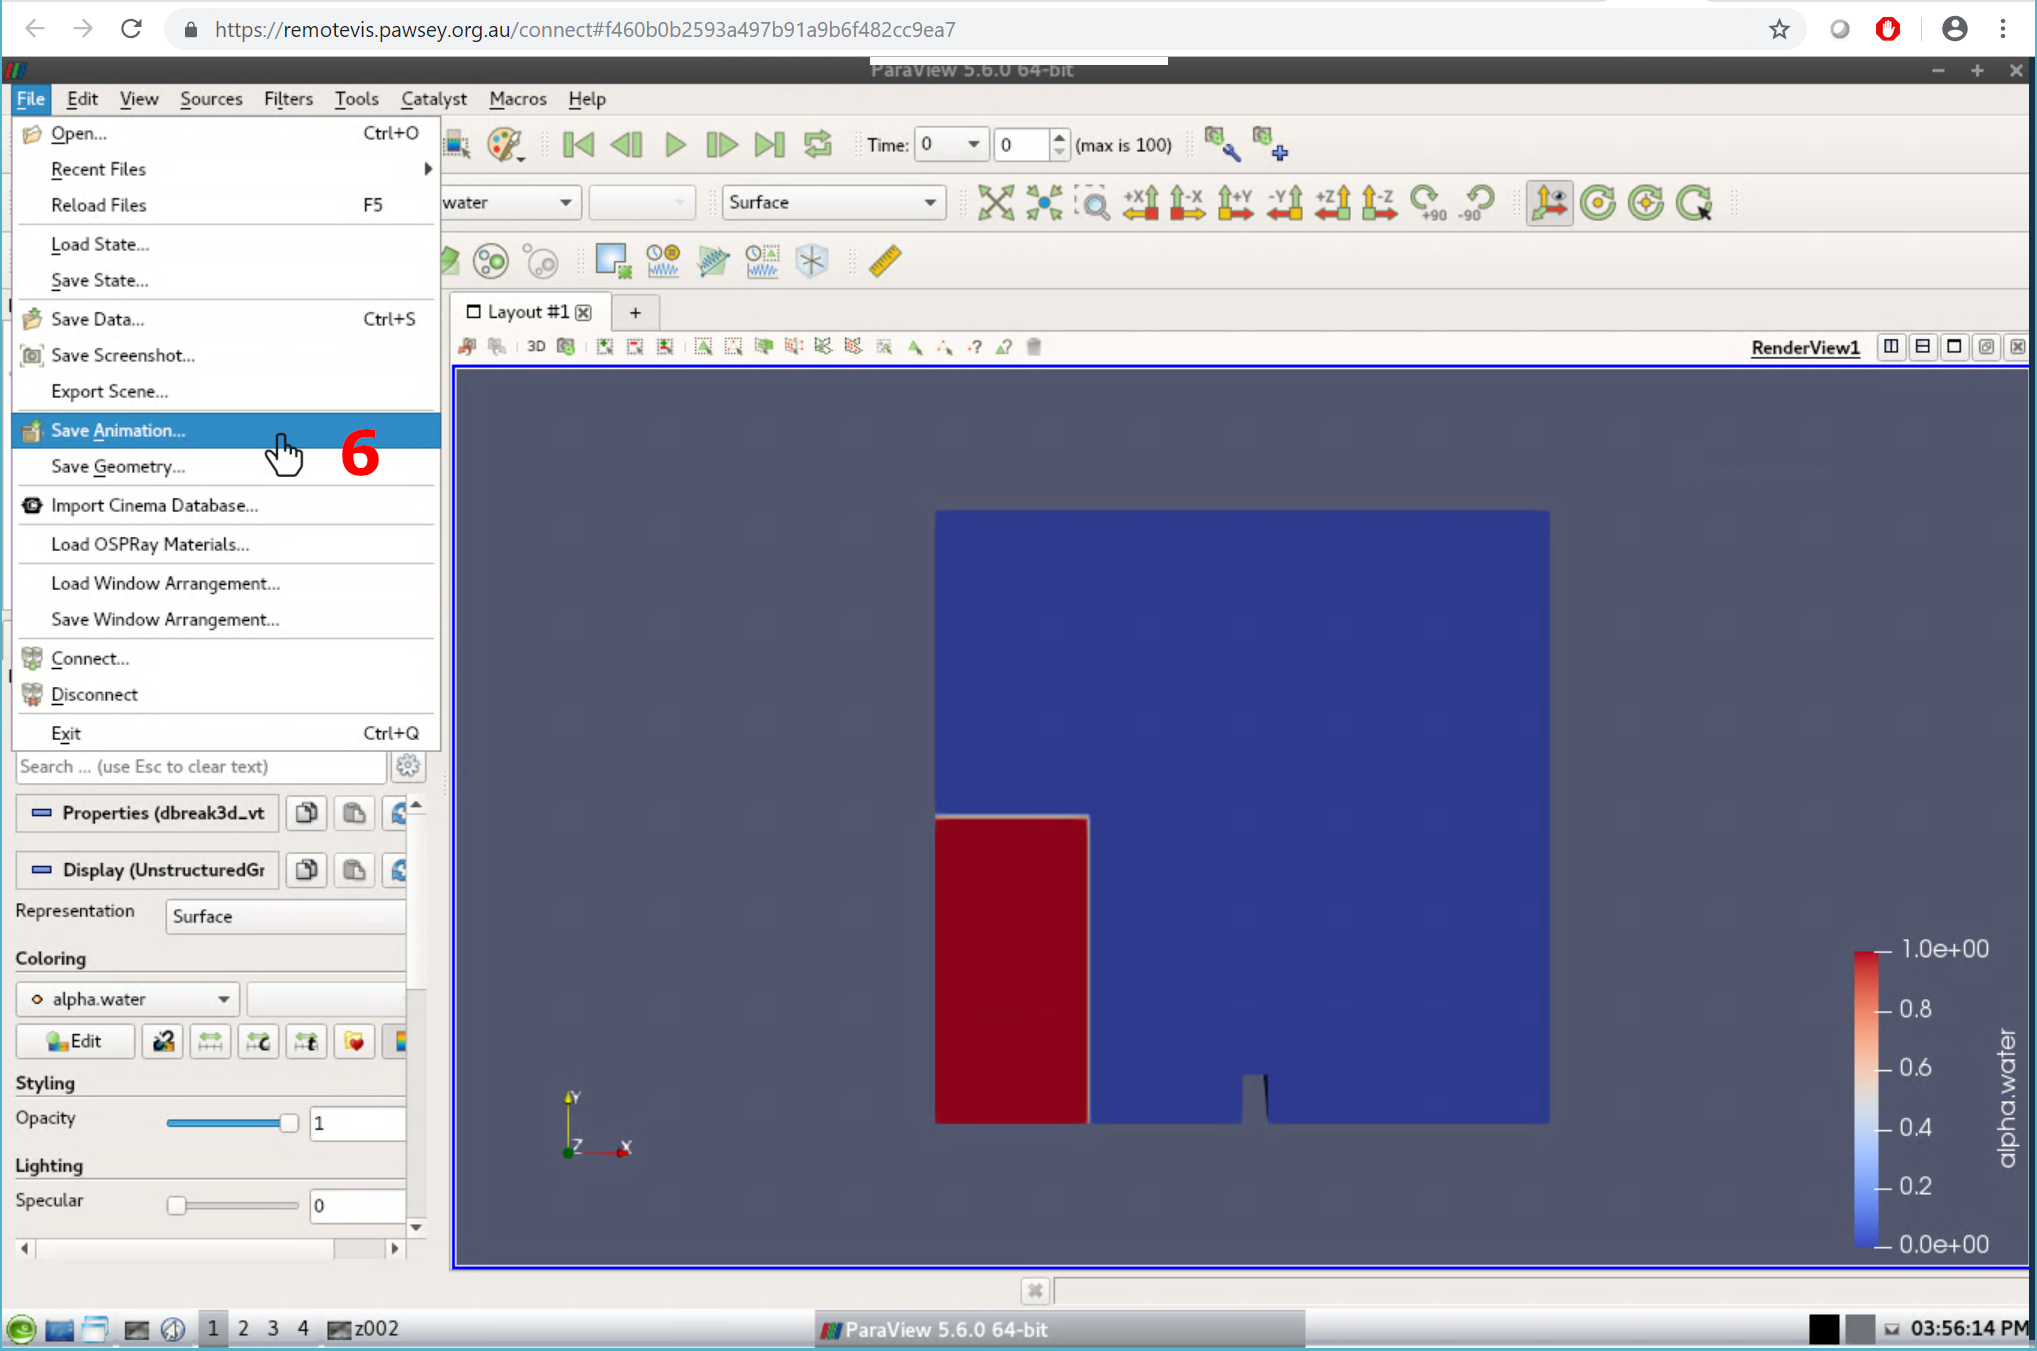 https://remotevis.pawsey.org.au/connect#f460b0b2593a497b91a9b6f482cc9ea7
ParaView 5.6.0 64-bit
File Edit View Sources Filters Tools Catalyst Macros Help
Open... Ctrl+O
Recent Files
Reload Files F5
Load State...
Save State...
Save Data... Ctrl+S
Save Screenshot...
Export Scene...
Save Animation...
6
Save Geometry...
Import Cinema Database...
Load OSPRay Materials...
Load Window Arrangement...
Save Window Arrangement...
Connect...
Disconnect
Exit Ctrl+Q
Time: 0 0 (max is 100)
water Surface +X -X +Y -Y +Z -Z +90 -90
Layout #1 +
3D
RenderView1
Search ... (use Esc to clear text)
Properties (dbreak3d_vt
Display (UnstructuredGr
Representation Surface
Coloring
alpha.water
Edit
Styling
Opacity 1
Lighting
Specular 0
Y
Z X
1.0e+00
0.8
0.6
0.4
0.2
0.0e+00
alpha.water
1 2 3 4 z002 ParaView 5.6.0 64-bit 03:56:14 PM